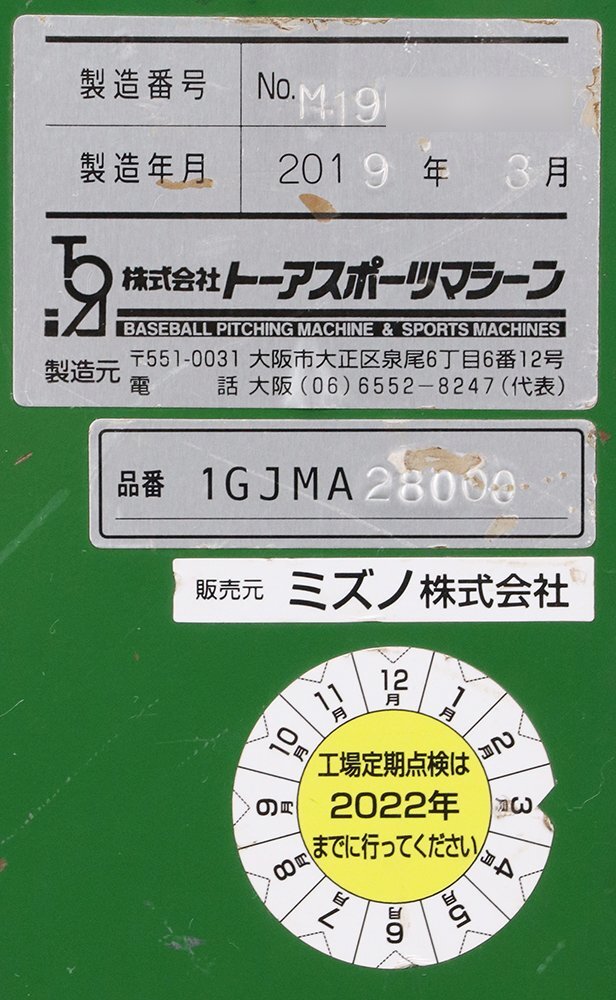 製造番号 No. M19
製造年月 2019年 3月
TOA
株式会社トーアスポーツマシーン
BASEBALL PITCHING MACHINE & SPORTS MACHINES
製造元 〒551-0031 大阪市大正区泉尾6丁目6番12号
電話 大阪(06)6552-8247(代表)
品番 1GJMA28000
販売元 ミズノ株式会社
12月
1月
2月
3月
4月
5月
6月
7月
8月
9月
10月
11月
工場定期点検は
2022年
までに行ってください